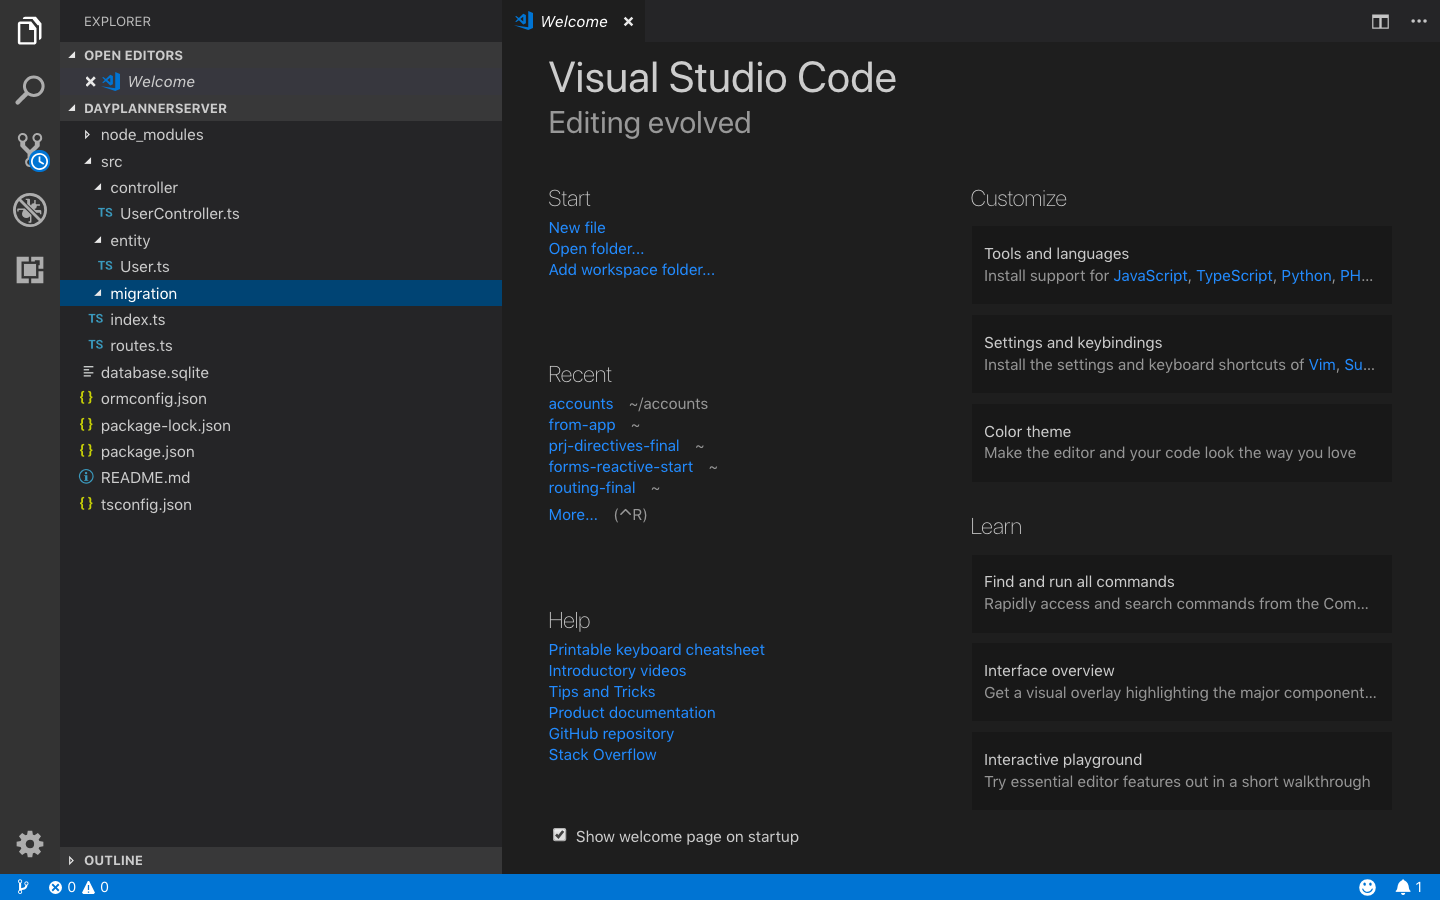 EXPLORER
OPEN EDITORS
Welcome
DAYPLANNERSERVER
node_modules
src
controller
TS UserController.ts
entity
TS User.ts
migration
TS index.ts
TS routes.ts
database.sqlite
{} ormconfig.json
{} package-lock.json
{} package.json
README.md
{} tsconfig.json
OUTLINE
Welcome
Visual Studio Code
Editing evolved
Start
New file
Open folder...
Add workspace folder...
Recent
accounts ~/accounts
from-app ~
prj-directives-final ~
forms-reactive-start ~
routing-final ~
More... (^R)
Help
Printable keyboard cheatsheet
Introductory videos
Tips and Tricks
Product documentation
GitHub repository
Stack Overflow
Show welcome page on startup
Customize
Tools and languages
Install support for JavaScript, TypeScript, Python, PH...
Settings and keybindings
Install the settings and keyboard shortcuts of Vim, Su...
Color theme
Make the editor and your code look the way you love
Learn
Find and run all commands
Rapidly access and search commands from the Com...
Interface overview
Get a visual overlay highlighting the major component...
Interactive playground
Try essential editor features out in a short walkthrough
0 0
1